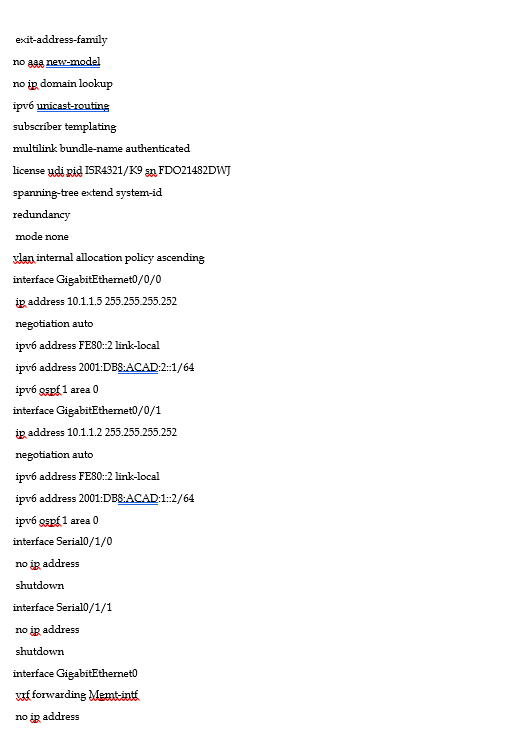 exit-address-family
no aaa new-model
no ip domain lookup
ipv6 unicast-routing
subscriber templating
multilink bundle-name authenticated
license udi pid ISR4321/K9 sn FDO21482DWJ
spanning-tree extend system-id
redundancy
mode none
vlan internal allocation policy ascending
interface GigabitEthernet0/0/0
ip address 10.1.1.5 255.255.255.252
negotiation auto
ipv6 address FE80::2 link-local
ipv6 address 2001:DB8:ACAD:2::1/64
ipv6 ospf 1 area 0
interface GigabitEthernet0/0/1
ip address 10.1.1.2 255.255.255.252
negotiation auto
ipv6 address FE80::2 link-local
ipv6 address 2001:DB8:ACAD:1::2/64
ipv6 ospf 1 area 0
interface Serial0/1/0
no ip address
shutdown
interface Serial0/1/1
no ip address
shutdown
interface GigabitEthernet0
vrf forwarding Mgmt-intf
no ip address